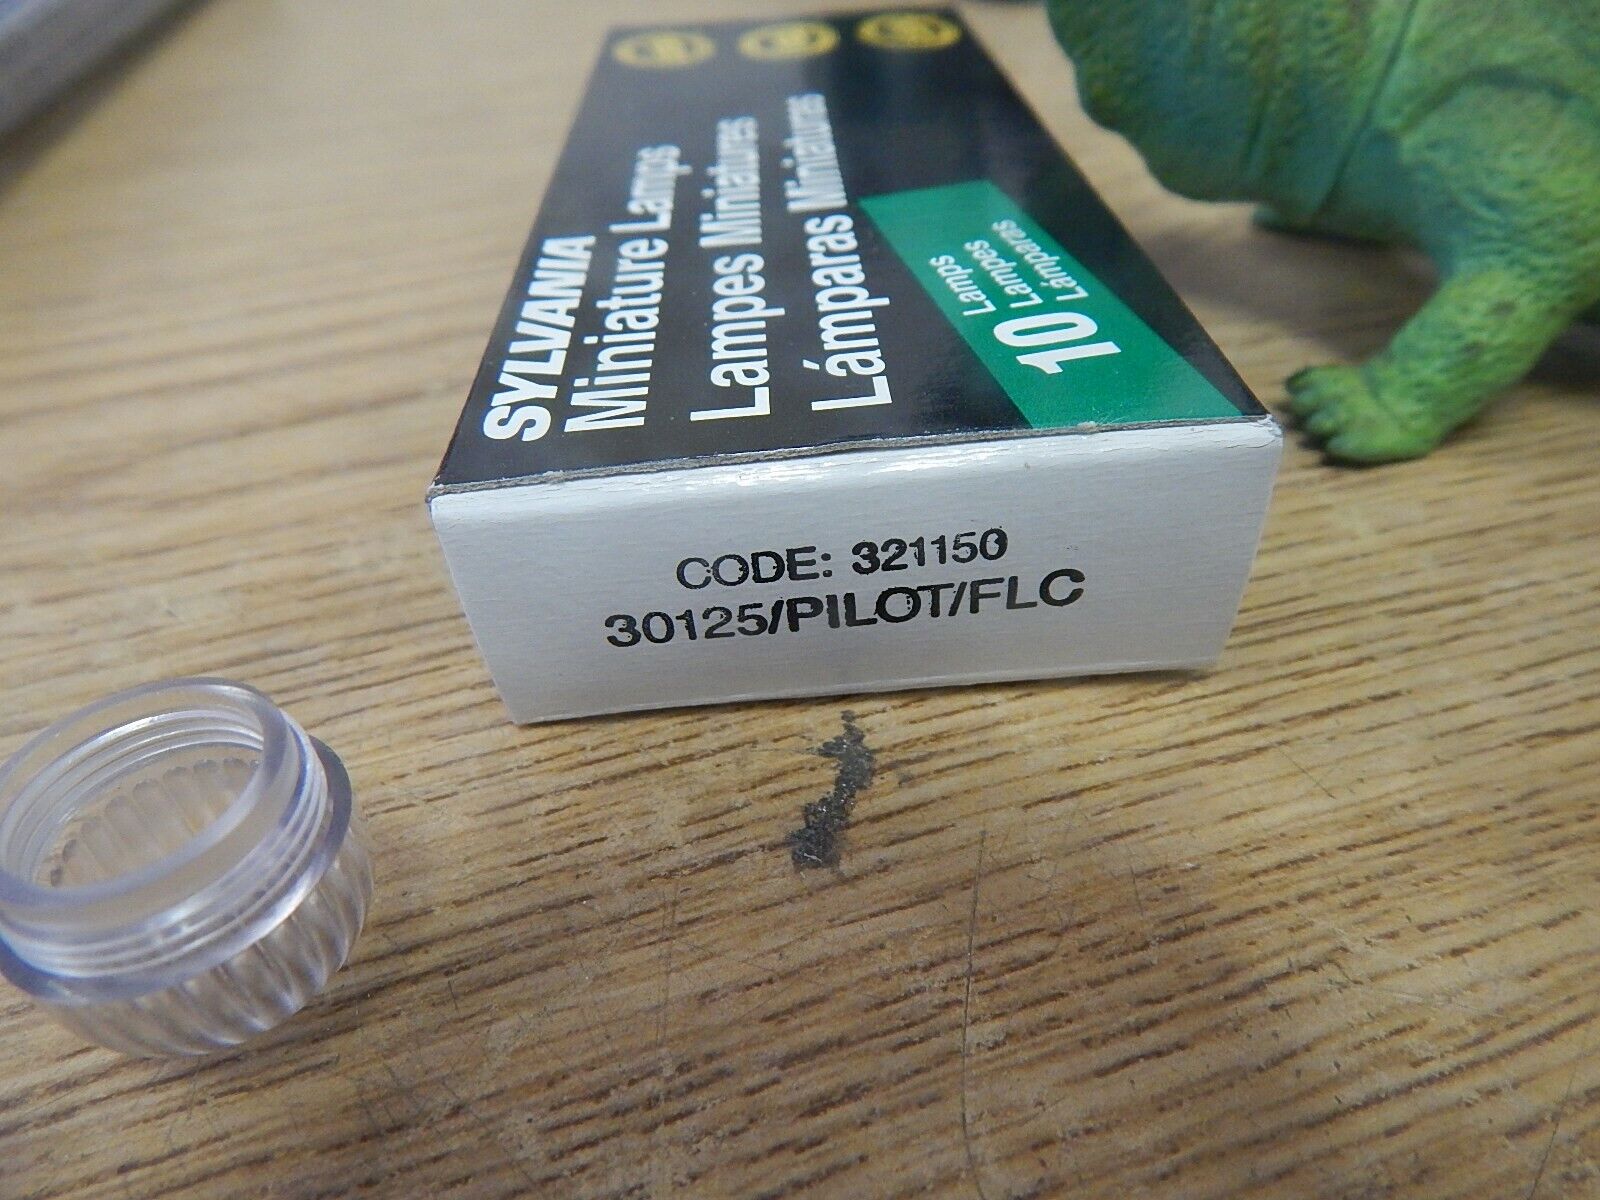 SYLVANIA
Miniature Lamps
Lampes Miniatures
Lámparas Miniaturas
10
Lamps
Lampes
Lámparas
CODE: 321150
30125/PILOT/FLC